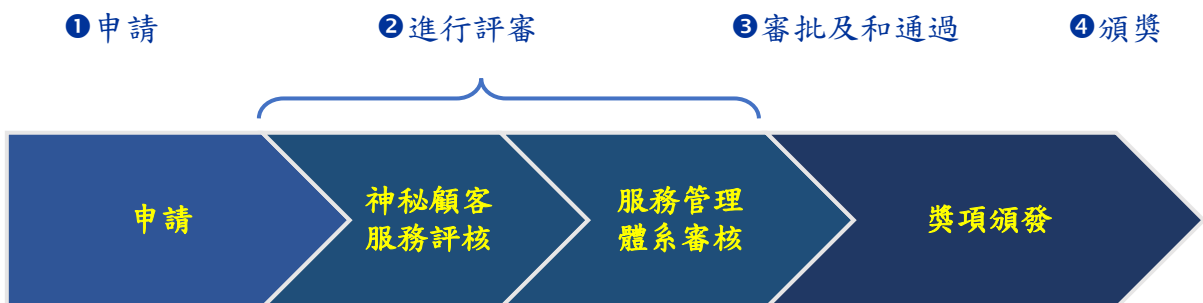 ❶申請 ❷進行評審 ❸審批及和通過 ❹頒獎
申請
神秘顧客
服務評核
服務管理
體系審核
獎項頒發